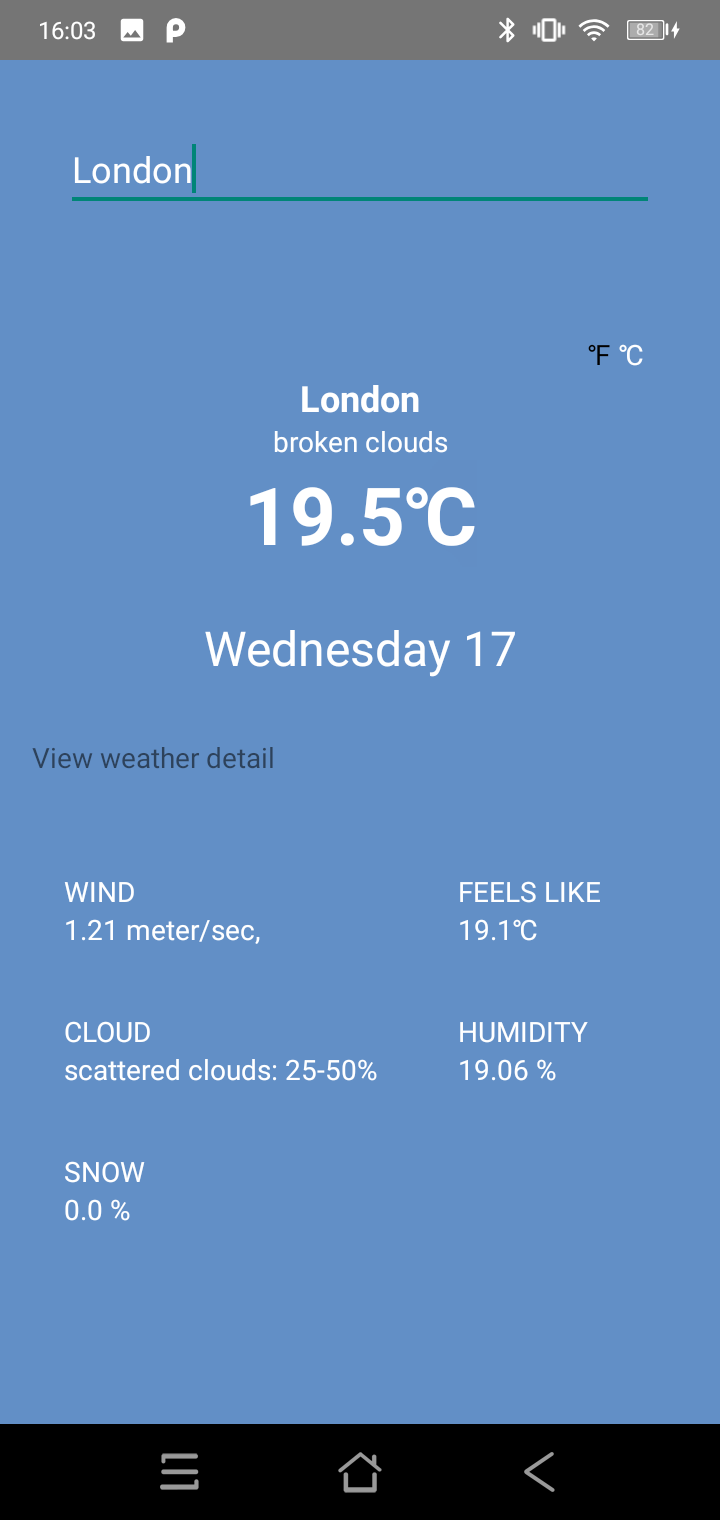 16:03
82
London
℉ ℃
London
broken clouds
19.5℃
Wednesday 17
View weather detail
WIND
1.21 meter/sec,
FEELS LIKE
19.1℃
CLOUD
scattered clouds: 25-50%
HUMIDITY
19.06 %
SNOW
0.0 %